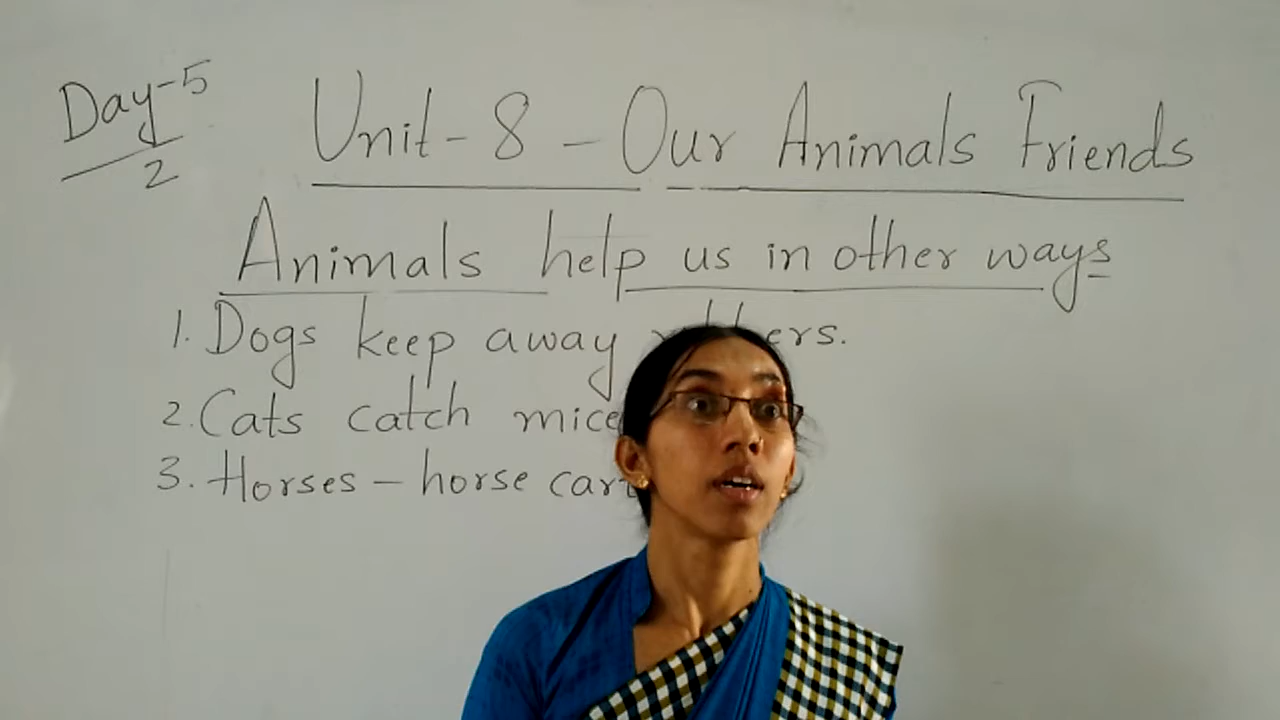 Day-5
2
Unit-8 - Our Animals Friends
Animals help us in other ways
1. Dogs keep away
2. Cats catch mice
3. Horses - horse cart